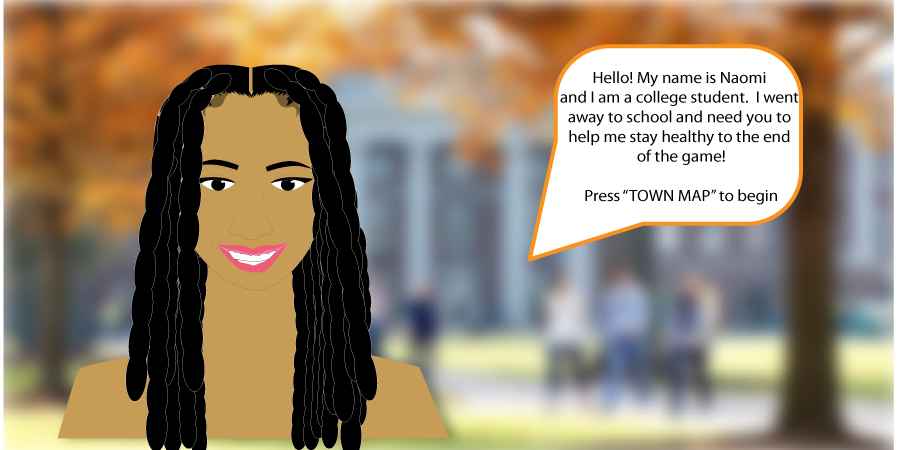 Hello! My name is Naomi
and I am a college student.  I went
away to school and need you to
help me stay healthy to the end
of the game!
Press “TOWN MAP” to begin